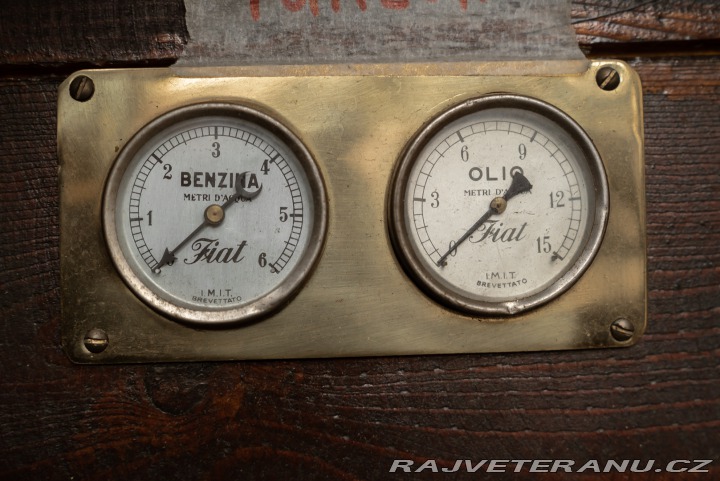 3
2
4
BENZINA
METRI D'ACQUA
1
5
Fiat
6
I.M.I.T.
BREVETTATO
6
9
OLIO
METRI D'ACQUA
3
12
Fiat
0
15
I.M.I.T.
BREVETTATO
RAJVETERANU.CZ